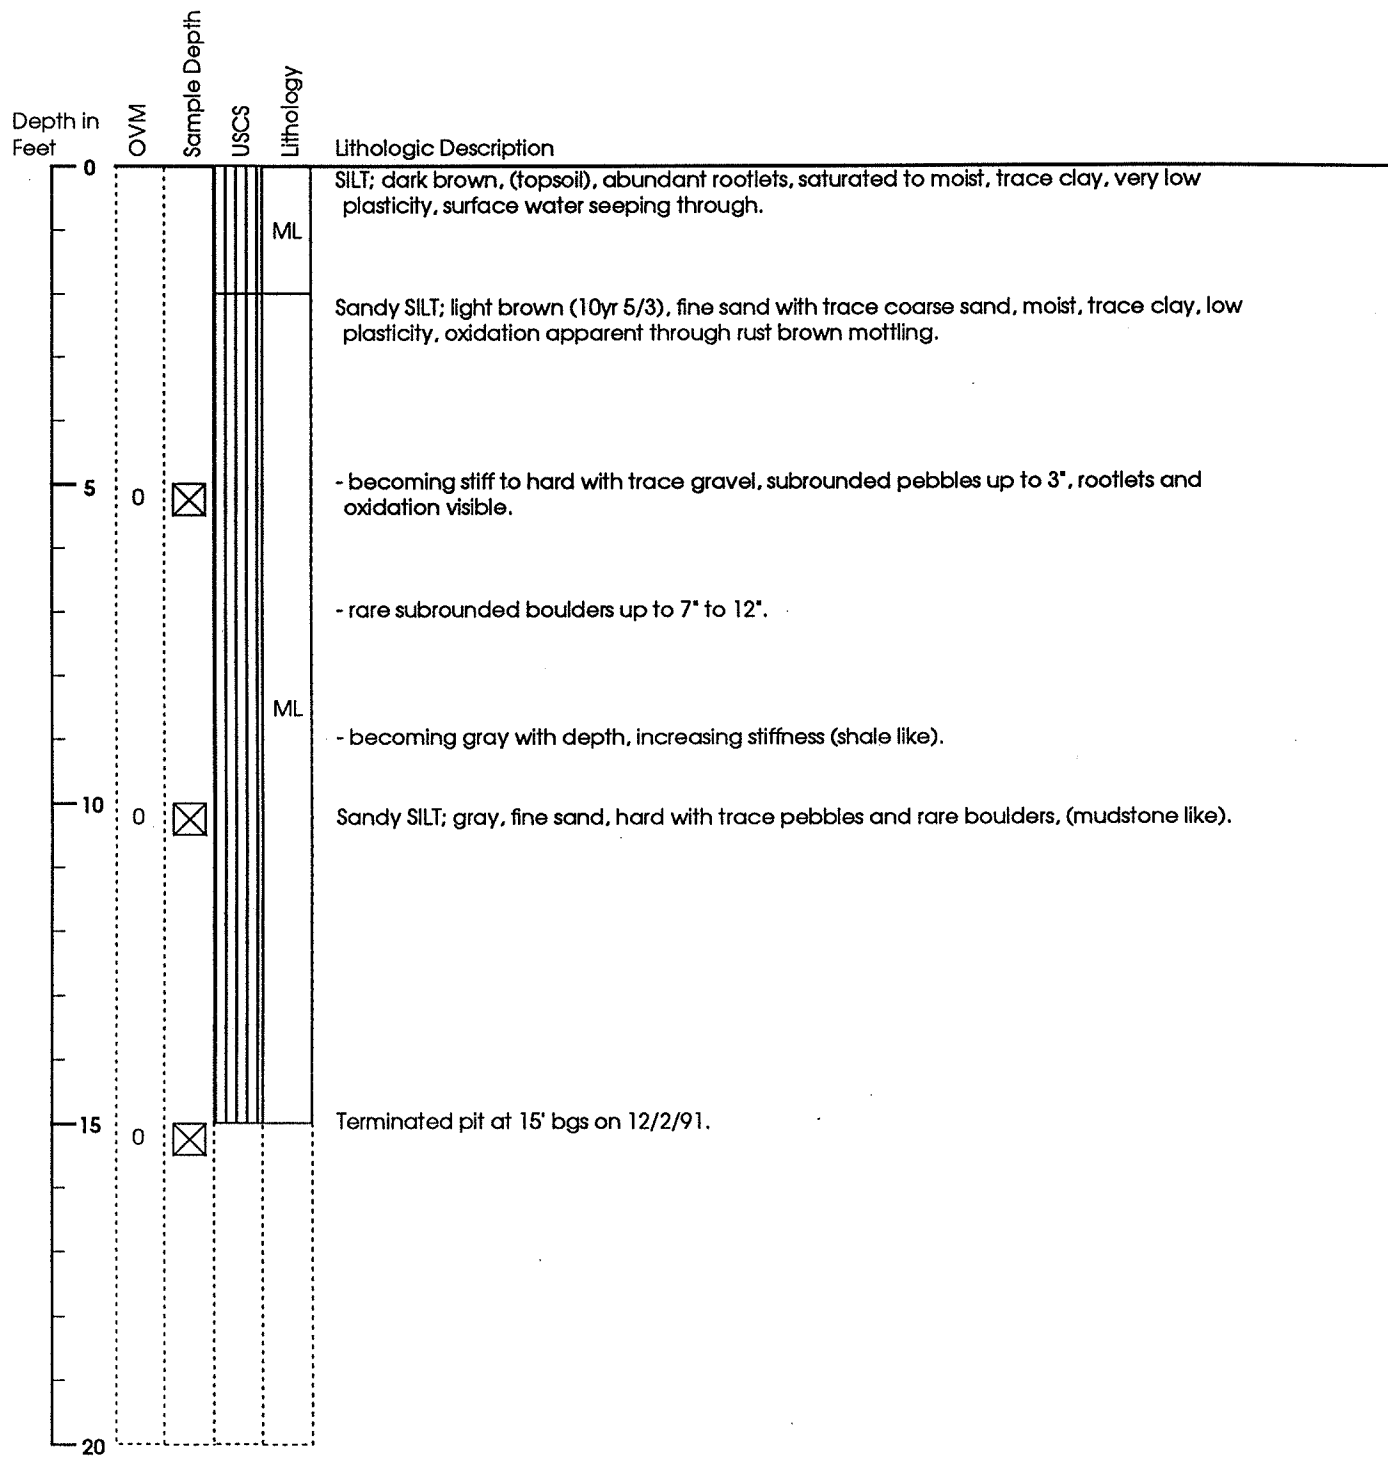 Depth in
Feet
OVM
Sample Depth
USCS
Lithology
Lithologic Description
0
SILT; dark brown, (topsoil), abundant rootlets, saturated to moist, trace clay, very low
plasticity, surface water seeping through.
ML
Sandy SILT; light brown (10yr 5/3), fine sand with trace coarse sand, moist, trace clay, low
plasticity, oxidation apparent through rust brown mottling.
5
0
- becoming stiff to hard with trace gravel, subrounded pebbles up to 3", rootlets and
oxidation visible.
- rare subrounded boulders up to 7" to 12".
ML
- becoming gray with depth, increasing stiffness (shale like).
10
0
Sandy SILT; gray, fine sand, hard with trace pebbles and rare boulders, (mudstone like).
15
0
Terminated pit at 15' bgs on 12/2/91.
20